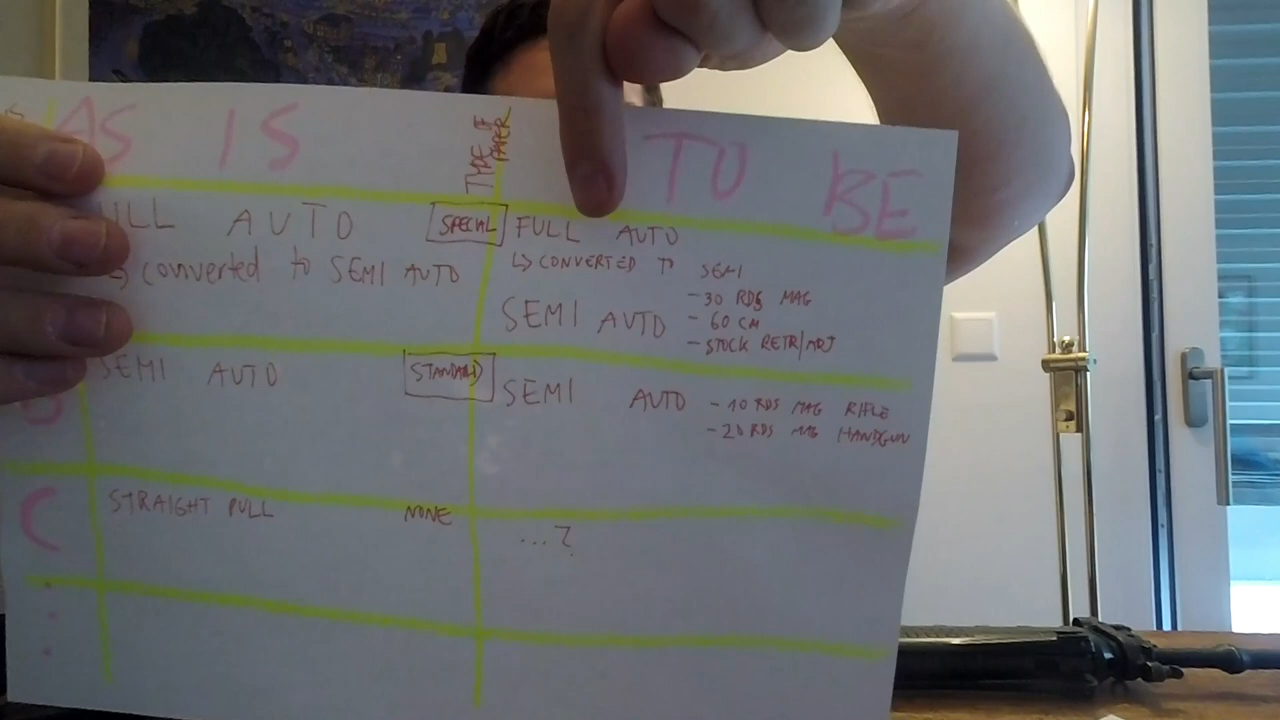 AS IS
TYPE OF PAPER
TO BE
ULL AUTO
SPECIAL
↳ converted to SEMI AUTO
FULL AUTO
↳ CONVERTED TO SEMI
SEMI AUTO
- 30 RDS MAG
- 60 CM
- STOCK RETR/ADJ
SEMI AUTO
STANDARD
SEMI AUTO
- 10 RDS MAG RIFLE
- 20 RDS MAG HANDGUN
C
STRAIGHT PULL
NONE
...?